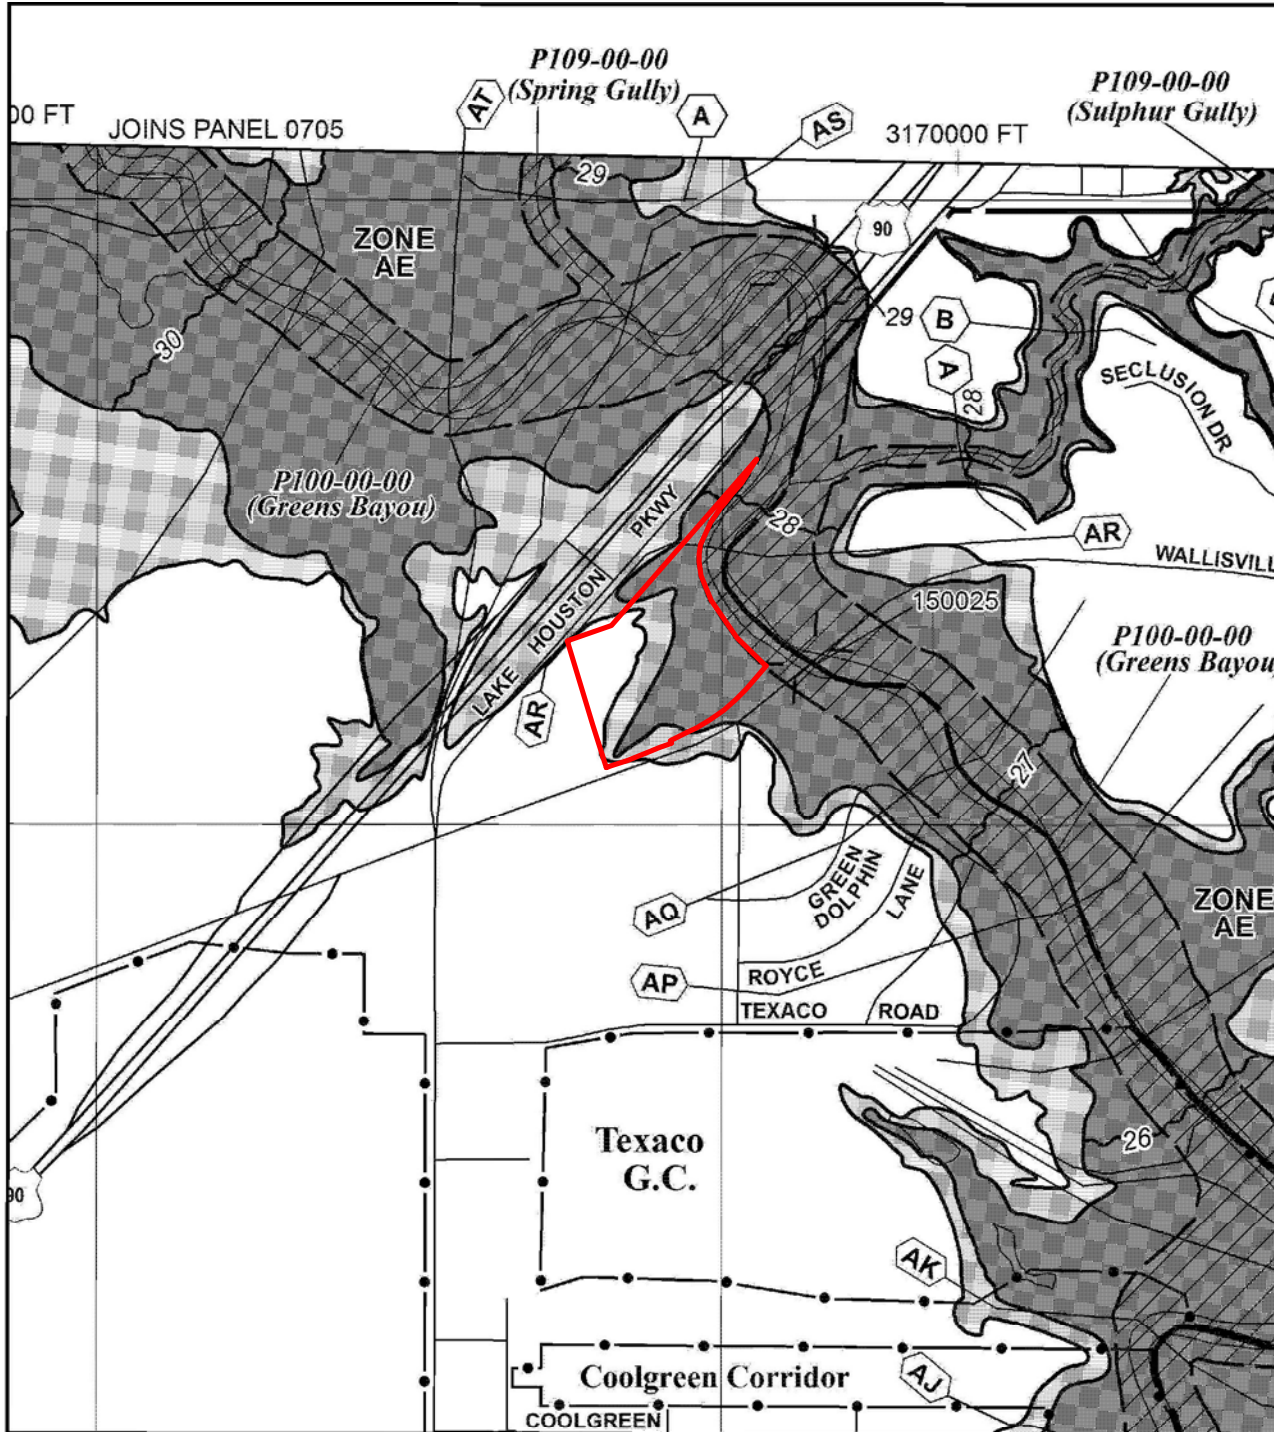 P109-00-00
(Spring Gully)
P109-00-00
(Sulphur Gully)
00 FT
JOINS PANEL 0705
AT
A
AS
3170000 FT
29
90
ZONE
AE
29
B
A
28
30
SECLUSION DR
P100-00-00
(Greens Bayou)
LAKE HOUSTON PKWY
28
AR
WALLISVILL
150025
P100-00-00
(Greens Bayou
AR
27
GREEN
DOLPHIN
LANE
AQ
ZONE
AE
AP
ROYCE
TEXACO ROAD
Texaco
G.C.
26
90
AK
Coolgreen Corridor
AJ
COOLGREEN